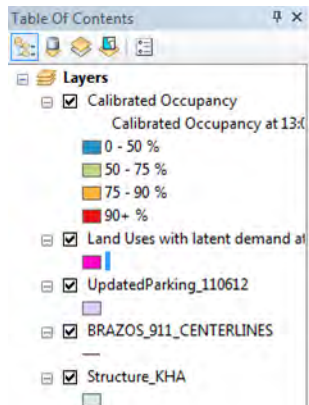 Table Of Contents
Layers
Calibrated Occupancy
Calibrated Occupancy at 13:0
0 - 50 %
50 - 75 %
75 - 90 %
90+ %
Land Uses with latent demand at
UpdatedParking_110612
BRAZOS_911_CENTERLINES
Structure_KHA